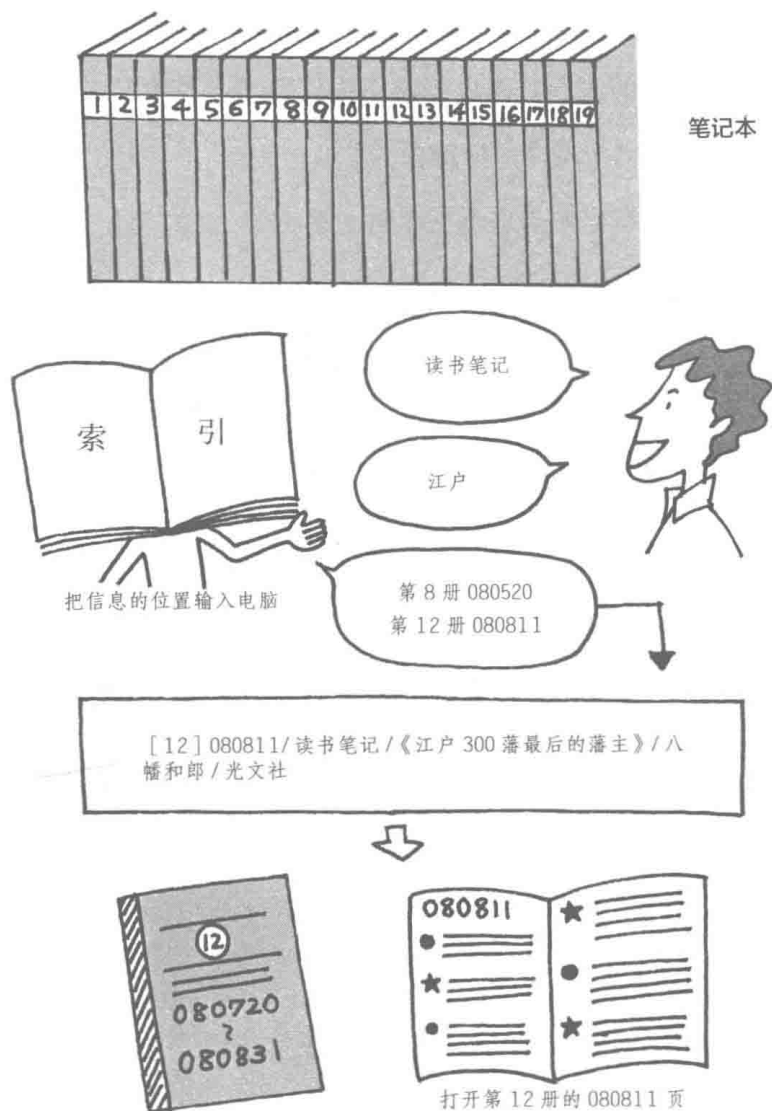 1 2 3 4 5 6 7 8 9 10 11 12 13 14 15 16 17 18 19
笔记本
读书笔记
索 引
江户
把信息的位置输入电脑
第 8 册 080520
第 12 册 080811
[12] 080811/读书笔记/《江户 300 藩最后的藩主》/八
幡和郎/光文社
12
080720
~
080831
080811
打开第 12 册的 080811 页